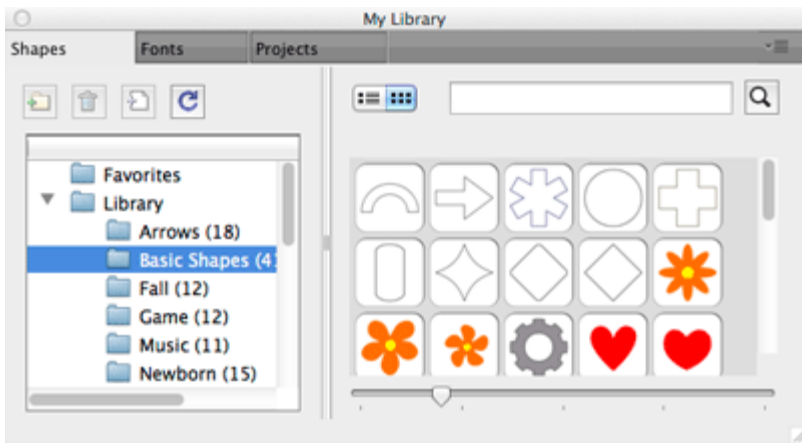 My Library
Shapes Fonts Projects
Favorites
Library
Arrows (18)
Basic Shapes (4
Fall (12)
Game (12)
Music (11)
Newborn (15)